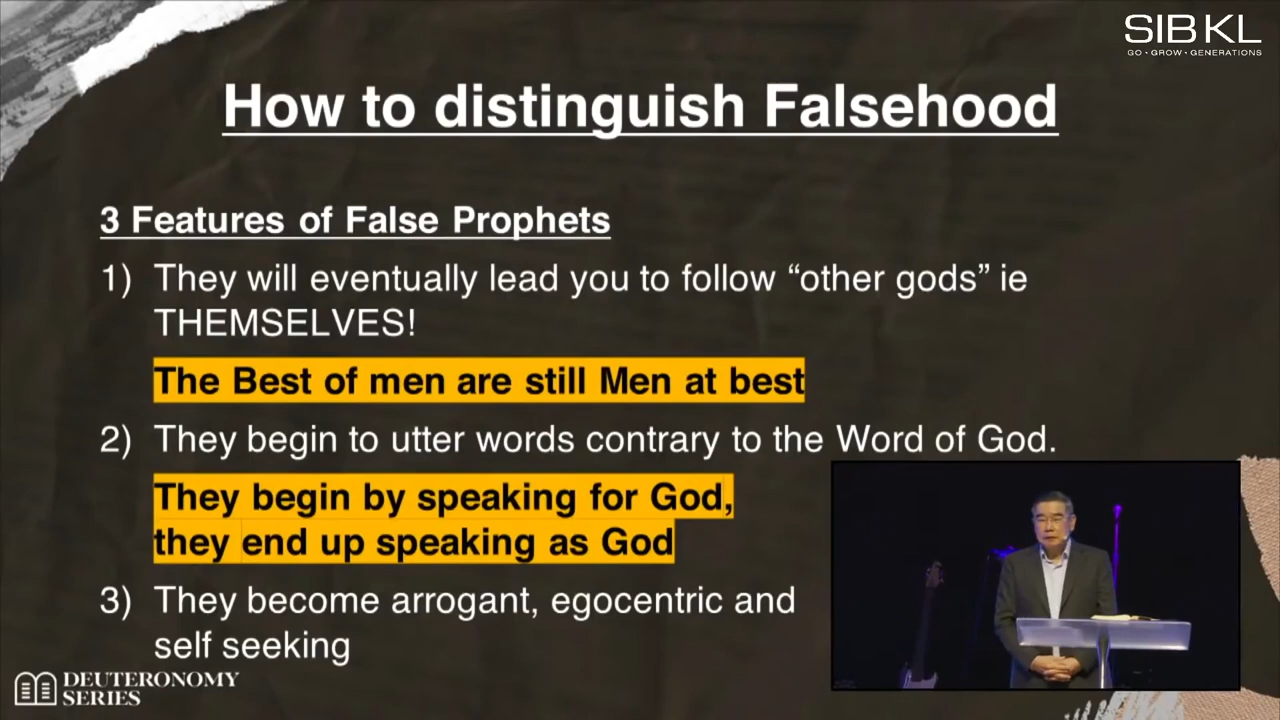 SIBKL
GO • GROW • GENERATIONS
How to distinguish Falsehood
3 Features of False Prophets
1) They will eventually lead you to follow “other gods” ie
THEMSELVES!
The Best of men are still Men at best
2) They begin to utter words contrary to the Word of God.
They begin by speaking for God,
they end up speaking as God
3) They become arrogant, egocentric and
self seeking
DEUTERONOMY
SERIES